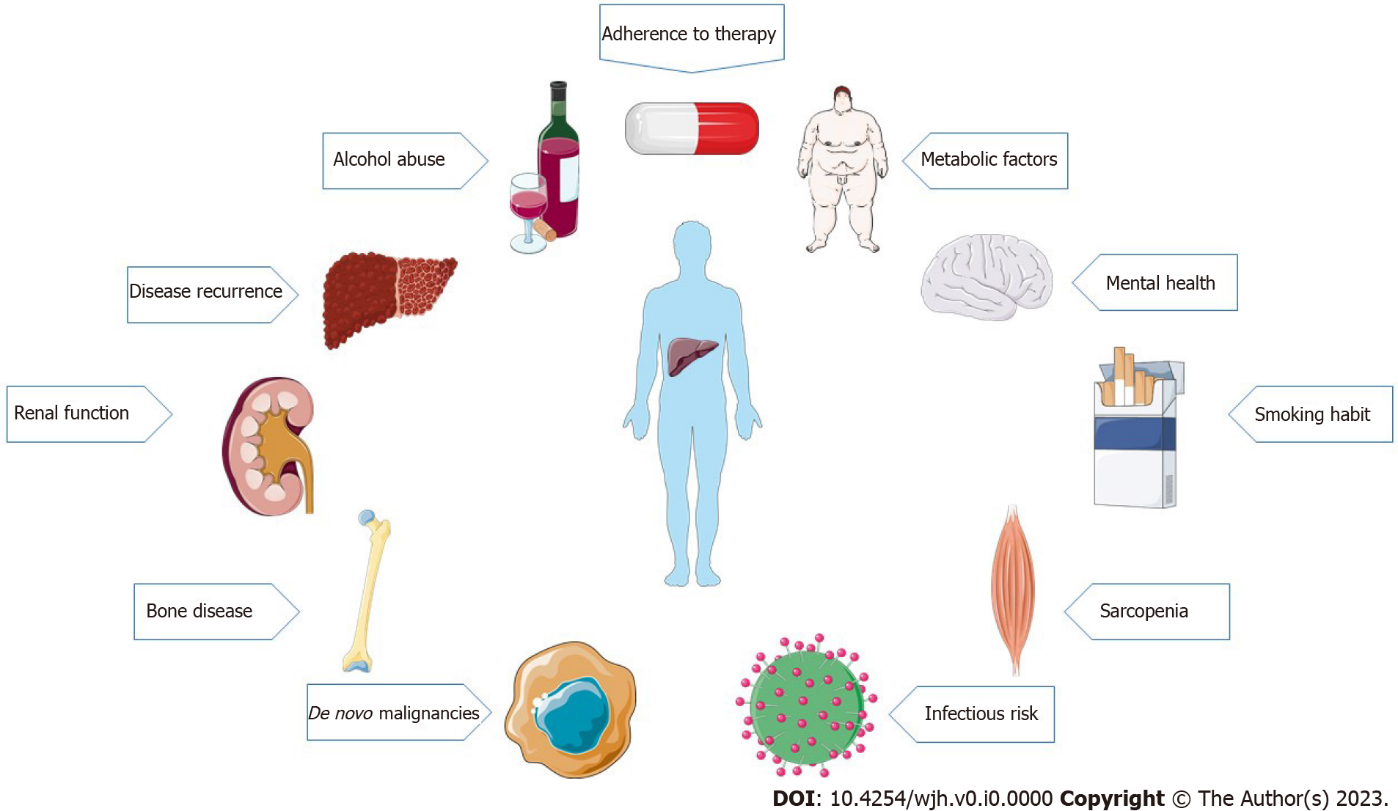 Adherence to therapy
Alcohol abuse
Metabolic factors
Disease recurrence
Mental health
Renal function
Smoking habit
Bone disease
Sarcopenia
De novo malignancies
Infectious risk
DOI: 10.4254/wjh.v0.i0.0000 Copyright © The Author(s) 2023.